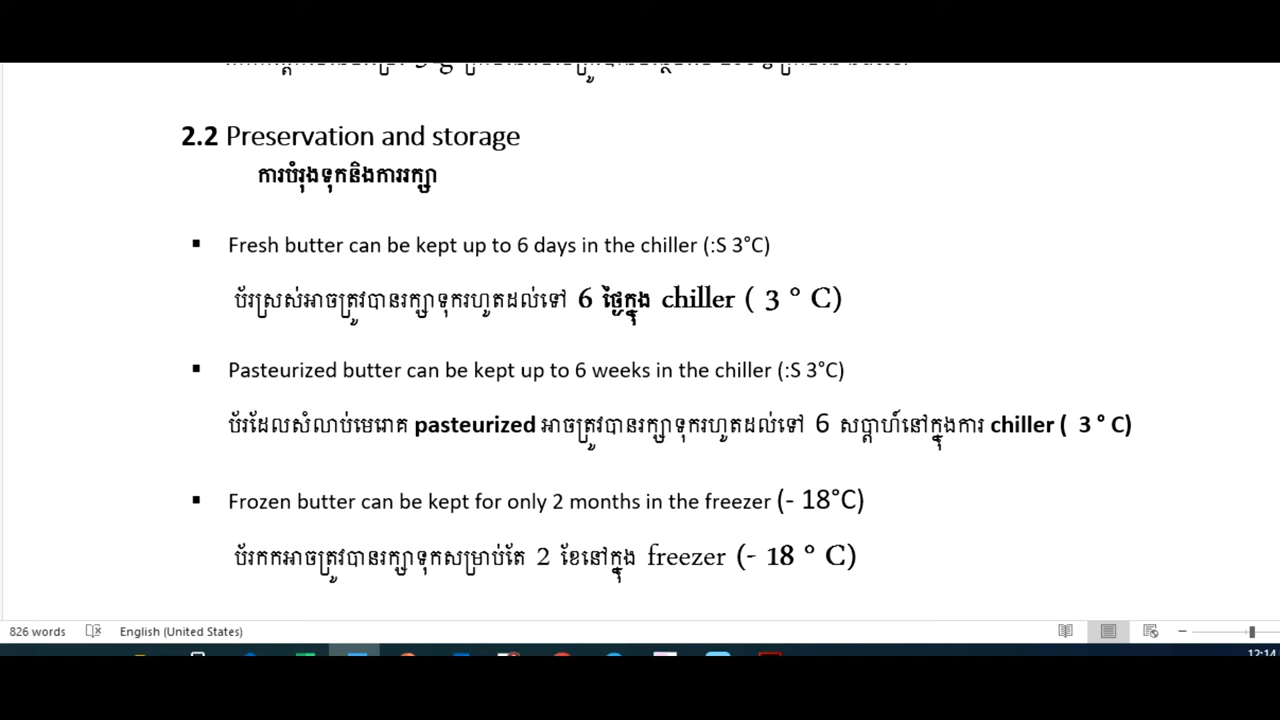 2.2 Preservation and storage
ការបំរុងទុកនិងការរក្សា
▪ Fresh butter can be kept up to 6 days in the chiller (:S 3°C)
ប័រស្រស់អាចត្រូវបានរក្សាទុករហូតដល់ទៅ 6 ថ្ងៃក្នុង chiller ( 3 ° C)
▪ Pasteurized butter can be kept up to 6 weeks in the chiller (:S 3°C)
ប័រដែលសំលាប់មេរោគ pasteurized អាចត្រូវបានរក្សាទុករហូតដល់ទៅ 6 សប្តាហ៍នៅក្នុងការ chiller ( 3 ° C)
▪ Frozen butter can be kept for only 2 months in the freezer (- 18°C)
ប័រកកអាចត្រូវបានរក្សាទុកសម្រាប់តែ 2 ខែនៅក្នុង freezer (- 18 ° C)
826 words English (United States)
12:14